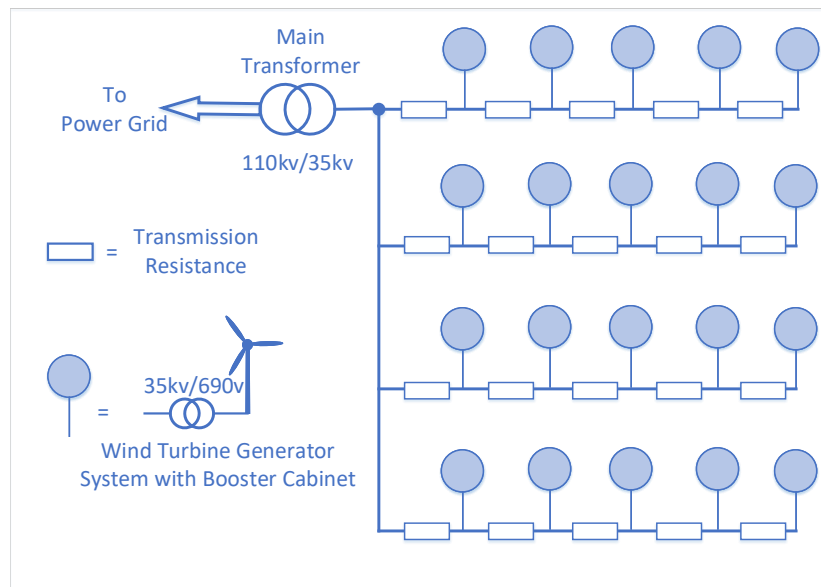 Main
Transformer
To
Power Grid
110kv/35kv
= Transmission
Resistance
35kv/690v
=
Wind Turbine Generator
System with Booster Cabinet